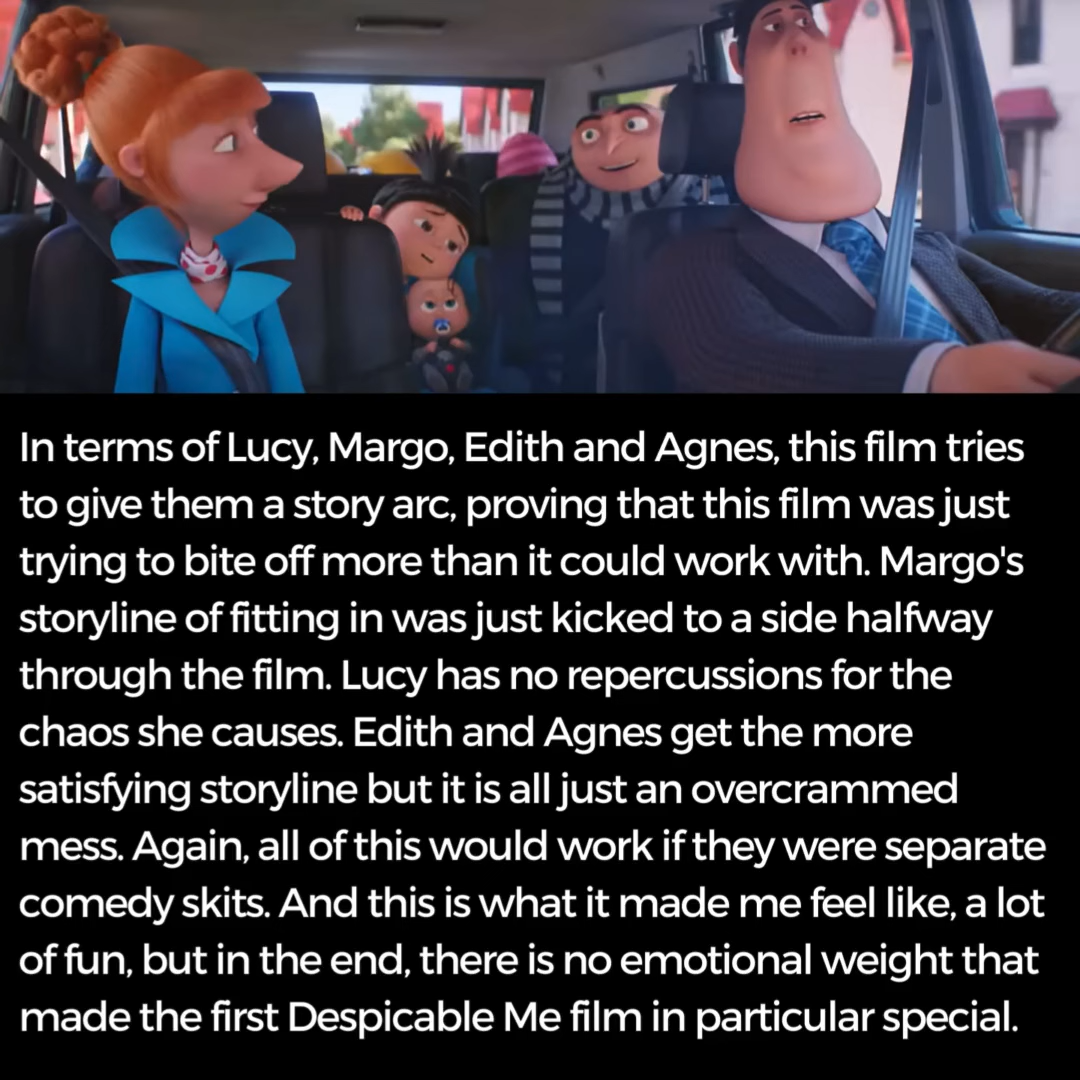 In terms of Lucy, Margo, Edith and Agnes, this film tries
to give them a story arc, proving that this film was just
trying to bite off more than it could work with. Margo's
storyline of fitting in was just kicked to a side halfway
through the film. Lucy has no repercussions for the
chaos she causes. Edith and Agnes get the more
satisfying storyline but it is all just an overcrammed
mess. Again, all of this would work if they were separate
comedy skits. And this is what it made me feel like, a lot
of fun, but in the end, there is no emotional weight that
made the first Despicable Me film in particular special.